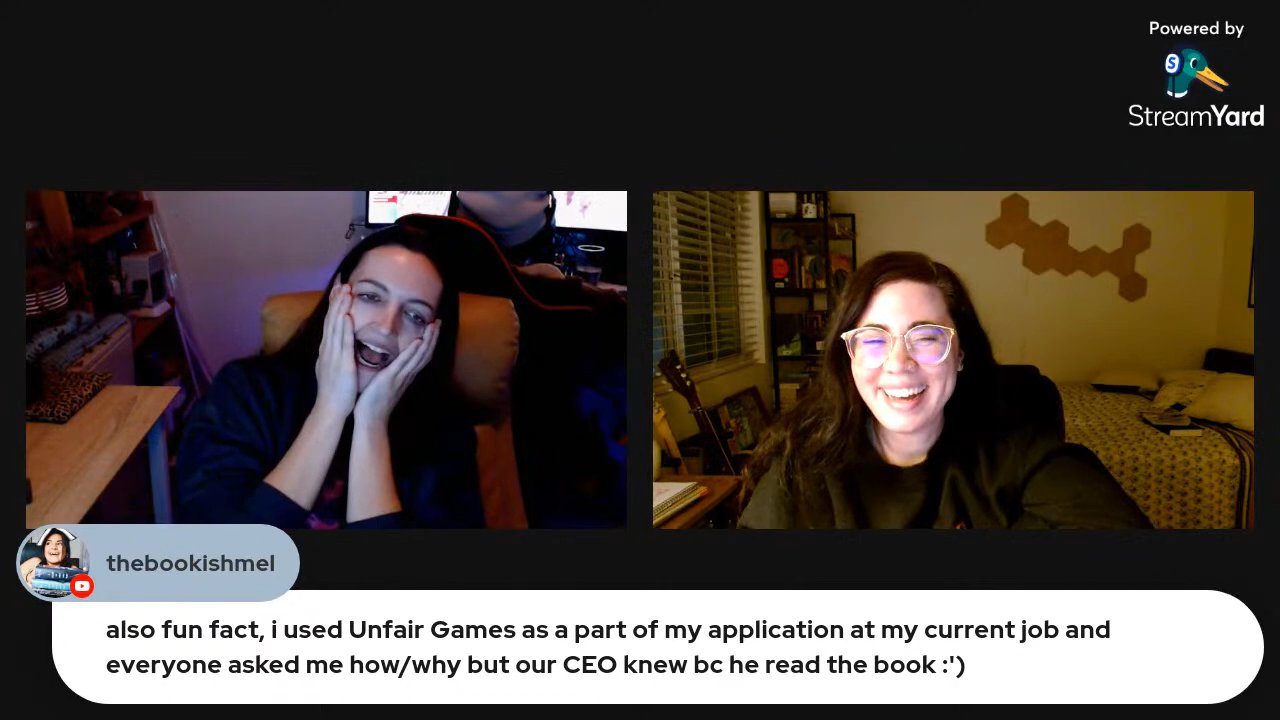 Powered by
S
StreamYard
thebookishmel
also fun fact, i used Unfair Games as a part of my application at my current job and
everyone asked me how/why but our CEO knew bc he read the book :')